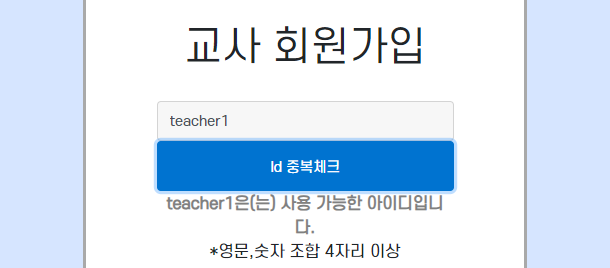 교사 회원가입
teacher1
Id 중복체크
teacher1은(는) 사용 가능한 아이디입니
다.
*영문,숫자 조합 4자리 이상